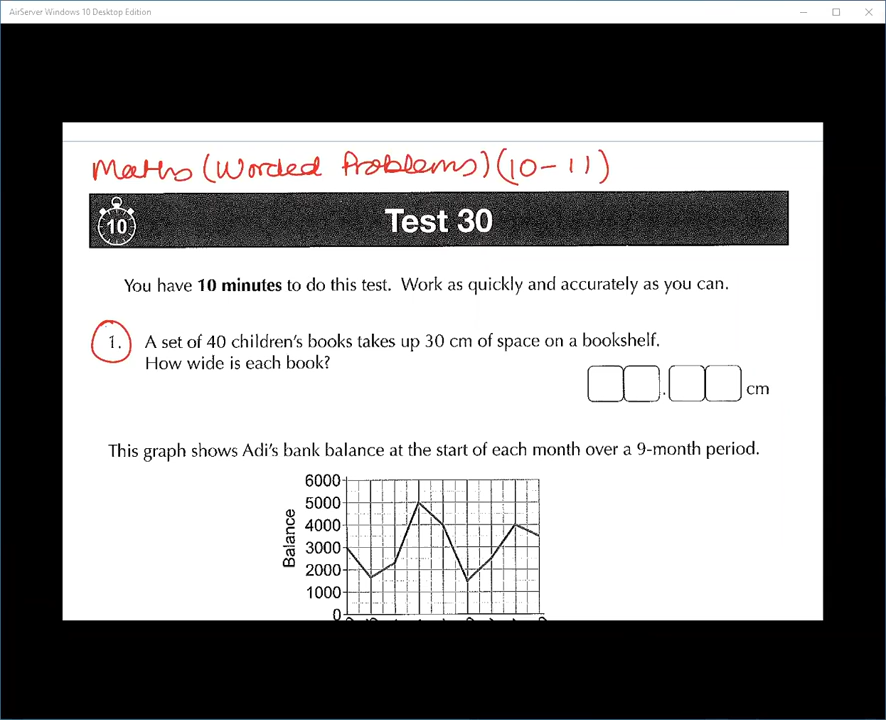 AirServer Windows 10 Desktop Edition
Maths (Worded Problems) (10-11)
10
Test 30
You have 10 minutes to do this test. Work as quickly and accurately as you can.
1. A set of 40 children's books takes up 30 cm of space on a bookshelf.
How wide is each book?
. cm
This graph shows Adi's bank balance at the start of each month over a 9-month period.
Balance
6000
5000
4000
3000
2000
1000
0